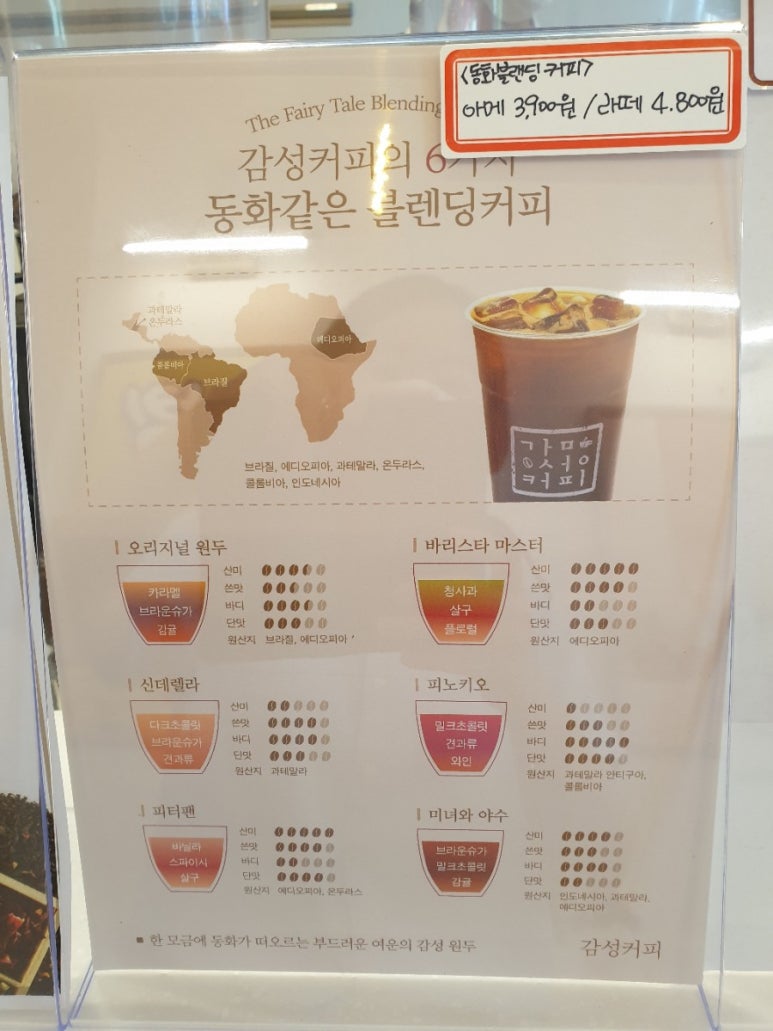 <동화블랜딩 커피>
아메 3,900원 / 라떼 4.800원
The Fairy Tale Blending
감성커피의 6가지
동화같은 블렌딩커피
과테말라
온두라스
콜롬비아
브라질
에디오피아
브라질, 에디오피아, 과테말라, 온두라스,
콜롬비아, 인도네시아
감성커피
오리지널 원두
카라멜
브라운슈가
감귤
산미
쓴맛
바디
단맛
원산지 브라질, 에디오피아
바리스타 마스터
청사과
살구
플로럴
산미
쓴맛
바디
단맛
원산지 에디오피아
신데렐라
다크초콜릿
브라운슈가
견과류
산미
쓴맛
바디
단맛
원산지 과테말라
피노키오
밀크초콜릿
견과류
와인
산미
쓴맛
바디
단맛
원산지 과테말라 안티구아,
콜롬비아
피터팬
바닐라
스파이시
살구
산미
쓴맛
바디
단맛
원산지 에디오피아, 온두라스
미녀와 야수
브라운슈가
밀크초콜릿
감귤
산미
쓴맛
바디
단맛
원산지 인도네시아, 과테말라,
에디오피아
한 모금에 동화가 떠오르는 부드러운 여운의 감성 원두
감성커피